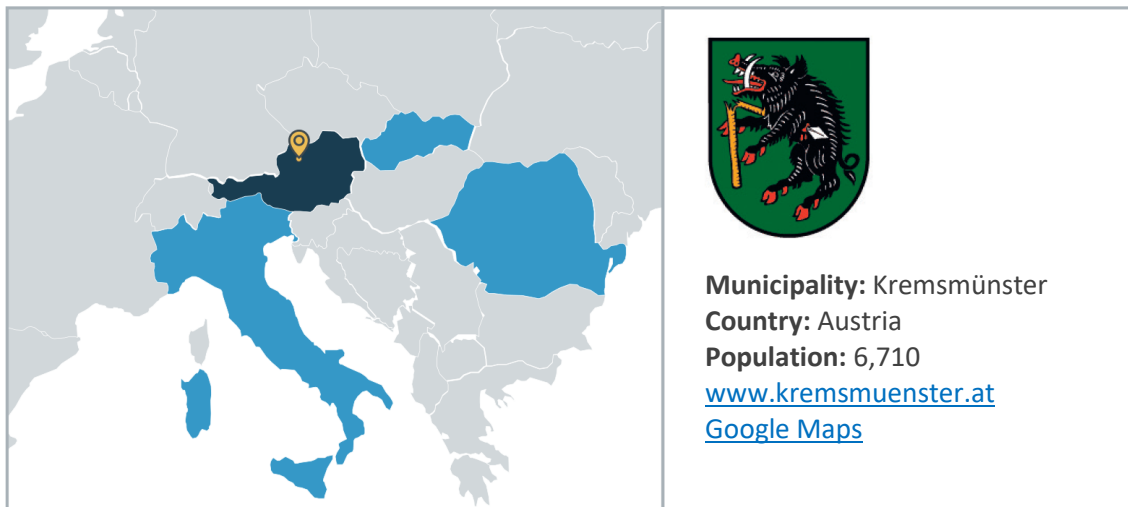 Municipality: Kremsmünster
Country: Austria
Population: 6,710
www.kremsmuenster.at
Google Maps